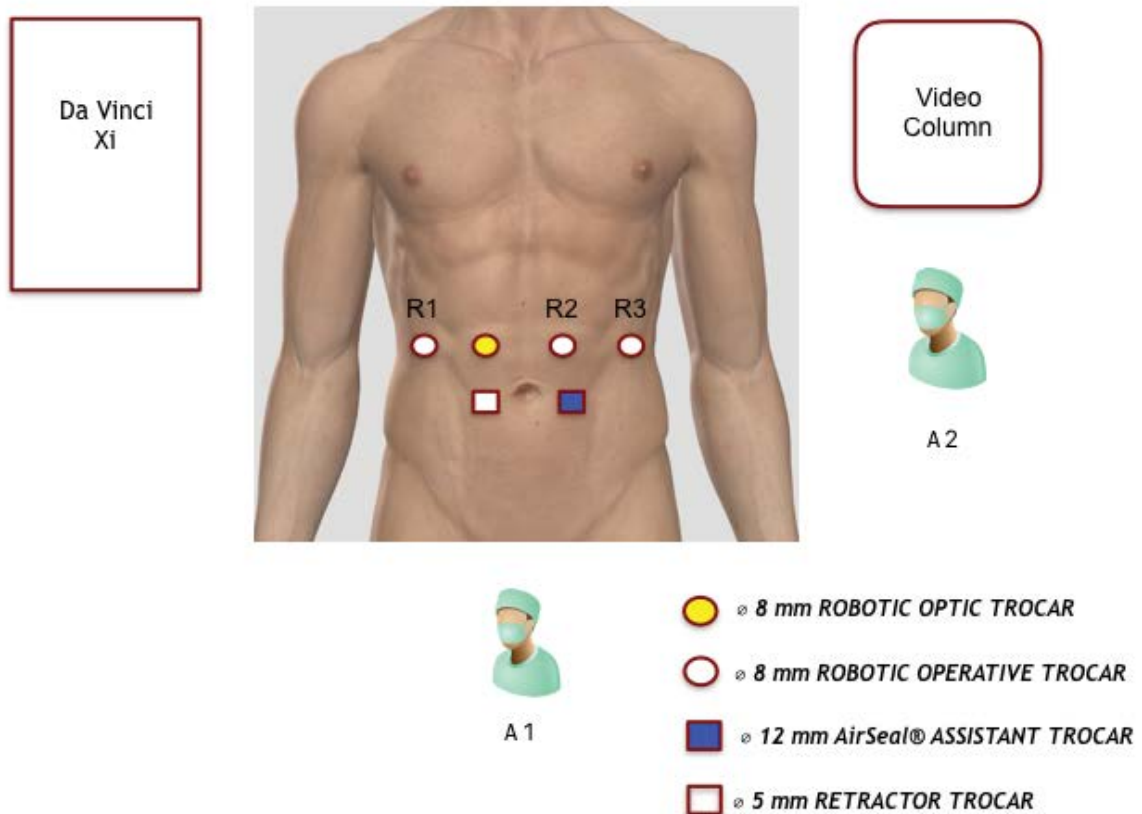 Da Vinci
Xi
Video
Column
R1
R2
R3
A 2
A 1
⌀ 8 mm ROBOTIC OPTIC TROCAR
⌀ 8 mm ROBOTIC OPERATIVE TROCAR
⌀ 12 mm AirSeal® ASSISTANT TROCAR
⌀ 5 mm RETRACTOR TROCAR